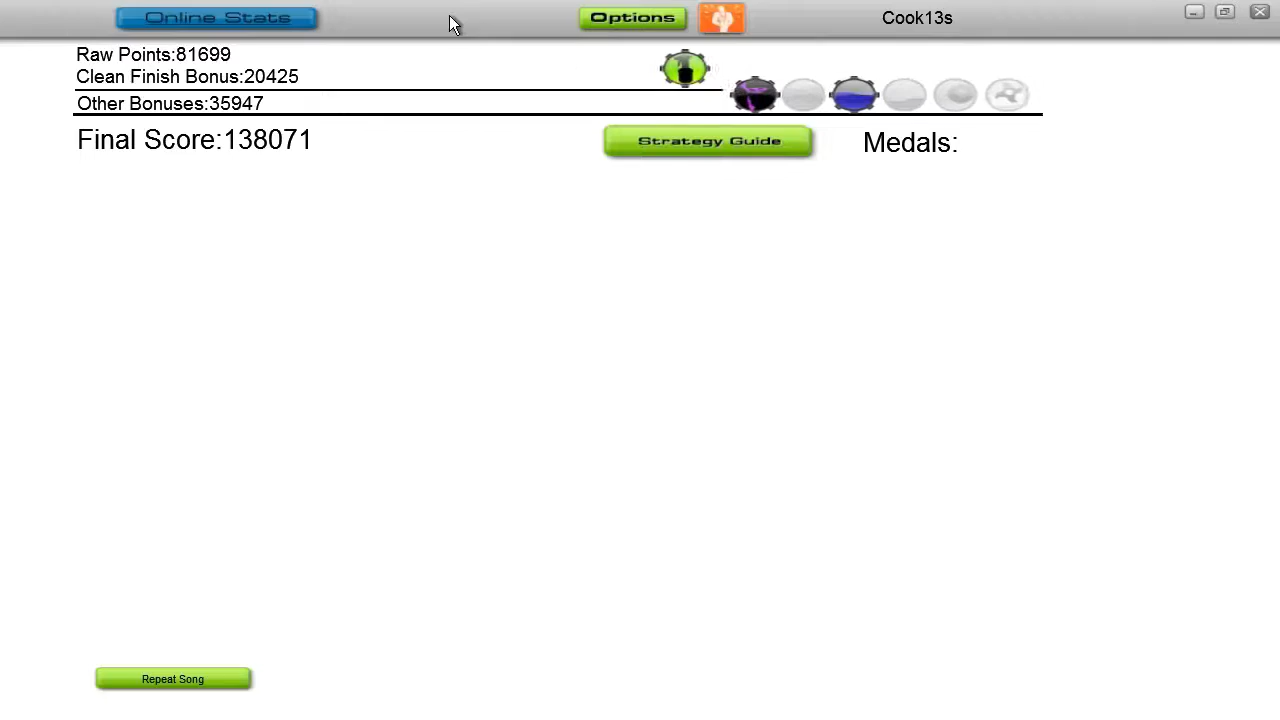 Online Stats
Options
Cook13s
Raw Points:81699
Clean Finish Bonus:20425
Other Bonuses:35947
Final Score:138071
Strategy Guide
Medals:
Repeat Song